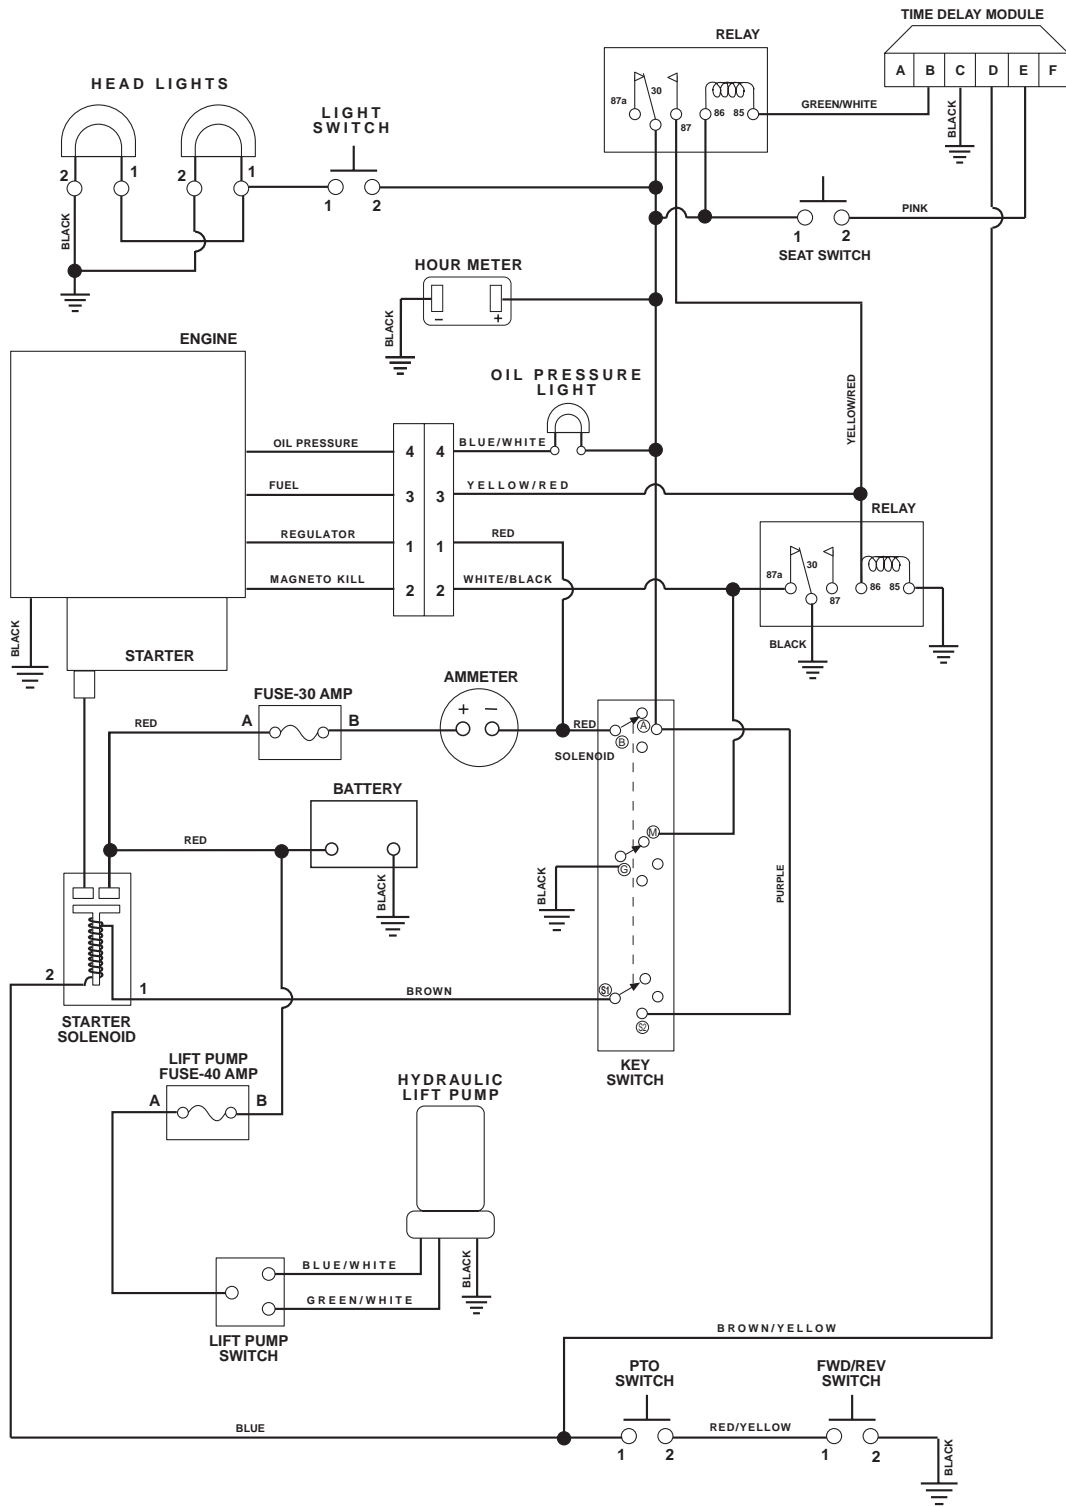 TIME DELAY MODULE
A B C D E F
RELAY
87a 30 87 86 85
GREEN/WHITE
BLACK
HEAD LIGHTS
2 1 2 1
LIGHT
SWITCH
1 2
BLACK
PINK
1 2
SEAT SWITCH
HOUR METER
– +
BLACK
ENGINE
OIL PRESSURE
LIGHT
YELLOW/RED
OIL PRESSURE 4 4 BLUE/WHITE
FUEL 3 3 YELLOW/RED
REGULATOR 1 1 RED
MAGNETO KILL 2 2 WHITE/BLACK
RELAY
87a 30 87 86 85
BLACK
BLACK
STARTER
FUSE-30 AMP
RED A B
AMMETER
+ –
RED
SOLENOID
B A
BATTERY
RED
BLACK
M
G
BLACK
PURPLE
2 1
BROWN
S1
S2
STARTER
SOLENOID
KEY
SWITCH
LIFT PUMP
FUSE-40 AMP
A B
HYDRAULIC
LIFT PUMP
BLUE/WHITE
GREEN/WHITE
BLACK
LIFT PUMP
SWITCH
BROWN/YELLOW
PTO
SWITCH
FWD/REV
SWITCH
BLUE
1 2
RED/YELLOW
1 2
BLACK